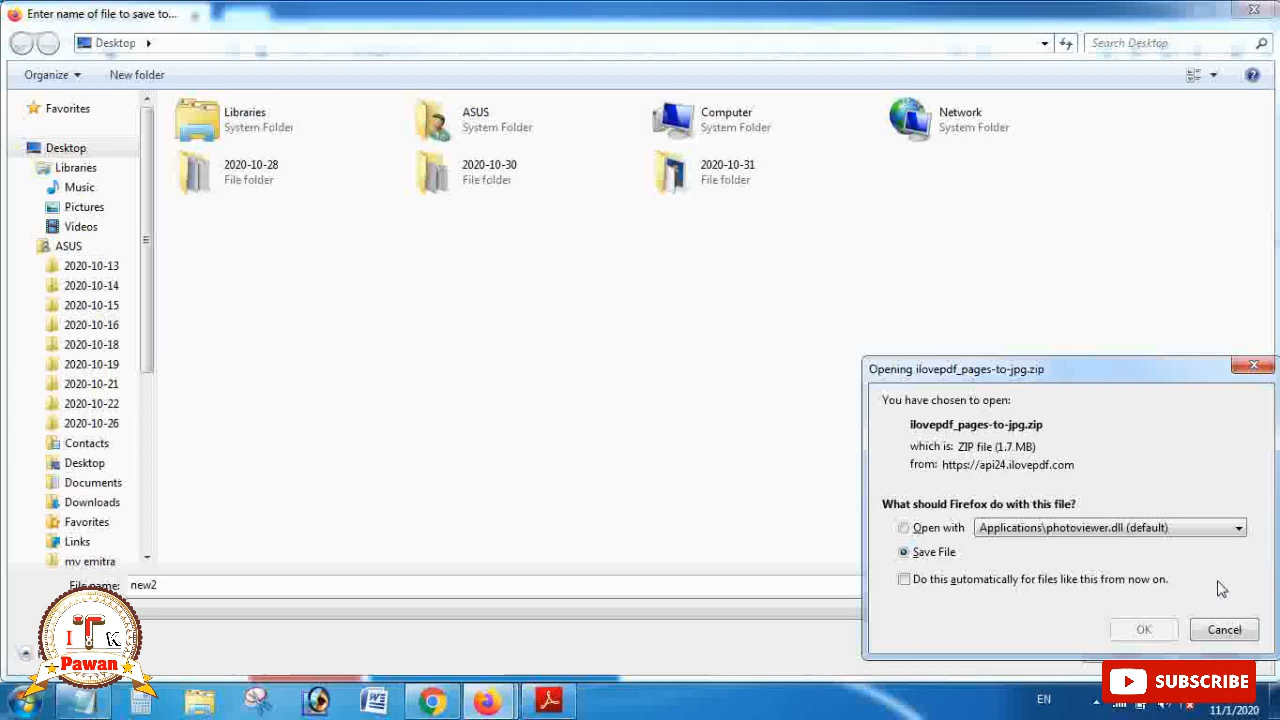 Enter name of file to save to...
Desktop
Search Desktop
Organize
New folder
Favorites
Desktop
Libraries
Music
Pictures
Videos
ASUS
2020-10-13
2020-10-14
2020-10-15
2020-10-16
2020-10-18
2020-10-19
2020-10-21
2020-10-22
2020-10-26
Contacts
Desktop
Documents
Downloads
Favorites
Links
my emitra
Libraries
System Folder
ASUS
System Folder
Computer
System Folder
Network
System Folder
2020-10-28
File folder
2020-10-30
File folder
2020-10-31
File folder
File name: new2
Opening ilovepdf_pages-to-jpg.zip
You have chosen to open:
ilovepdf_pages-to-jpg.zip
which is: ZIP file (1.7 MB)
from: https://api24.ilovepdf.com
What should Firefox do with this file?
Open with Applications\photoviewer.dll (default)
Save File
Do this automatically for files like this from now on.
OK
Cancel
I T K
Pawan
SUBSCRIBE
EN
11/1/2020